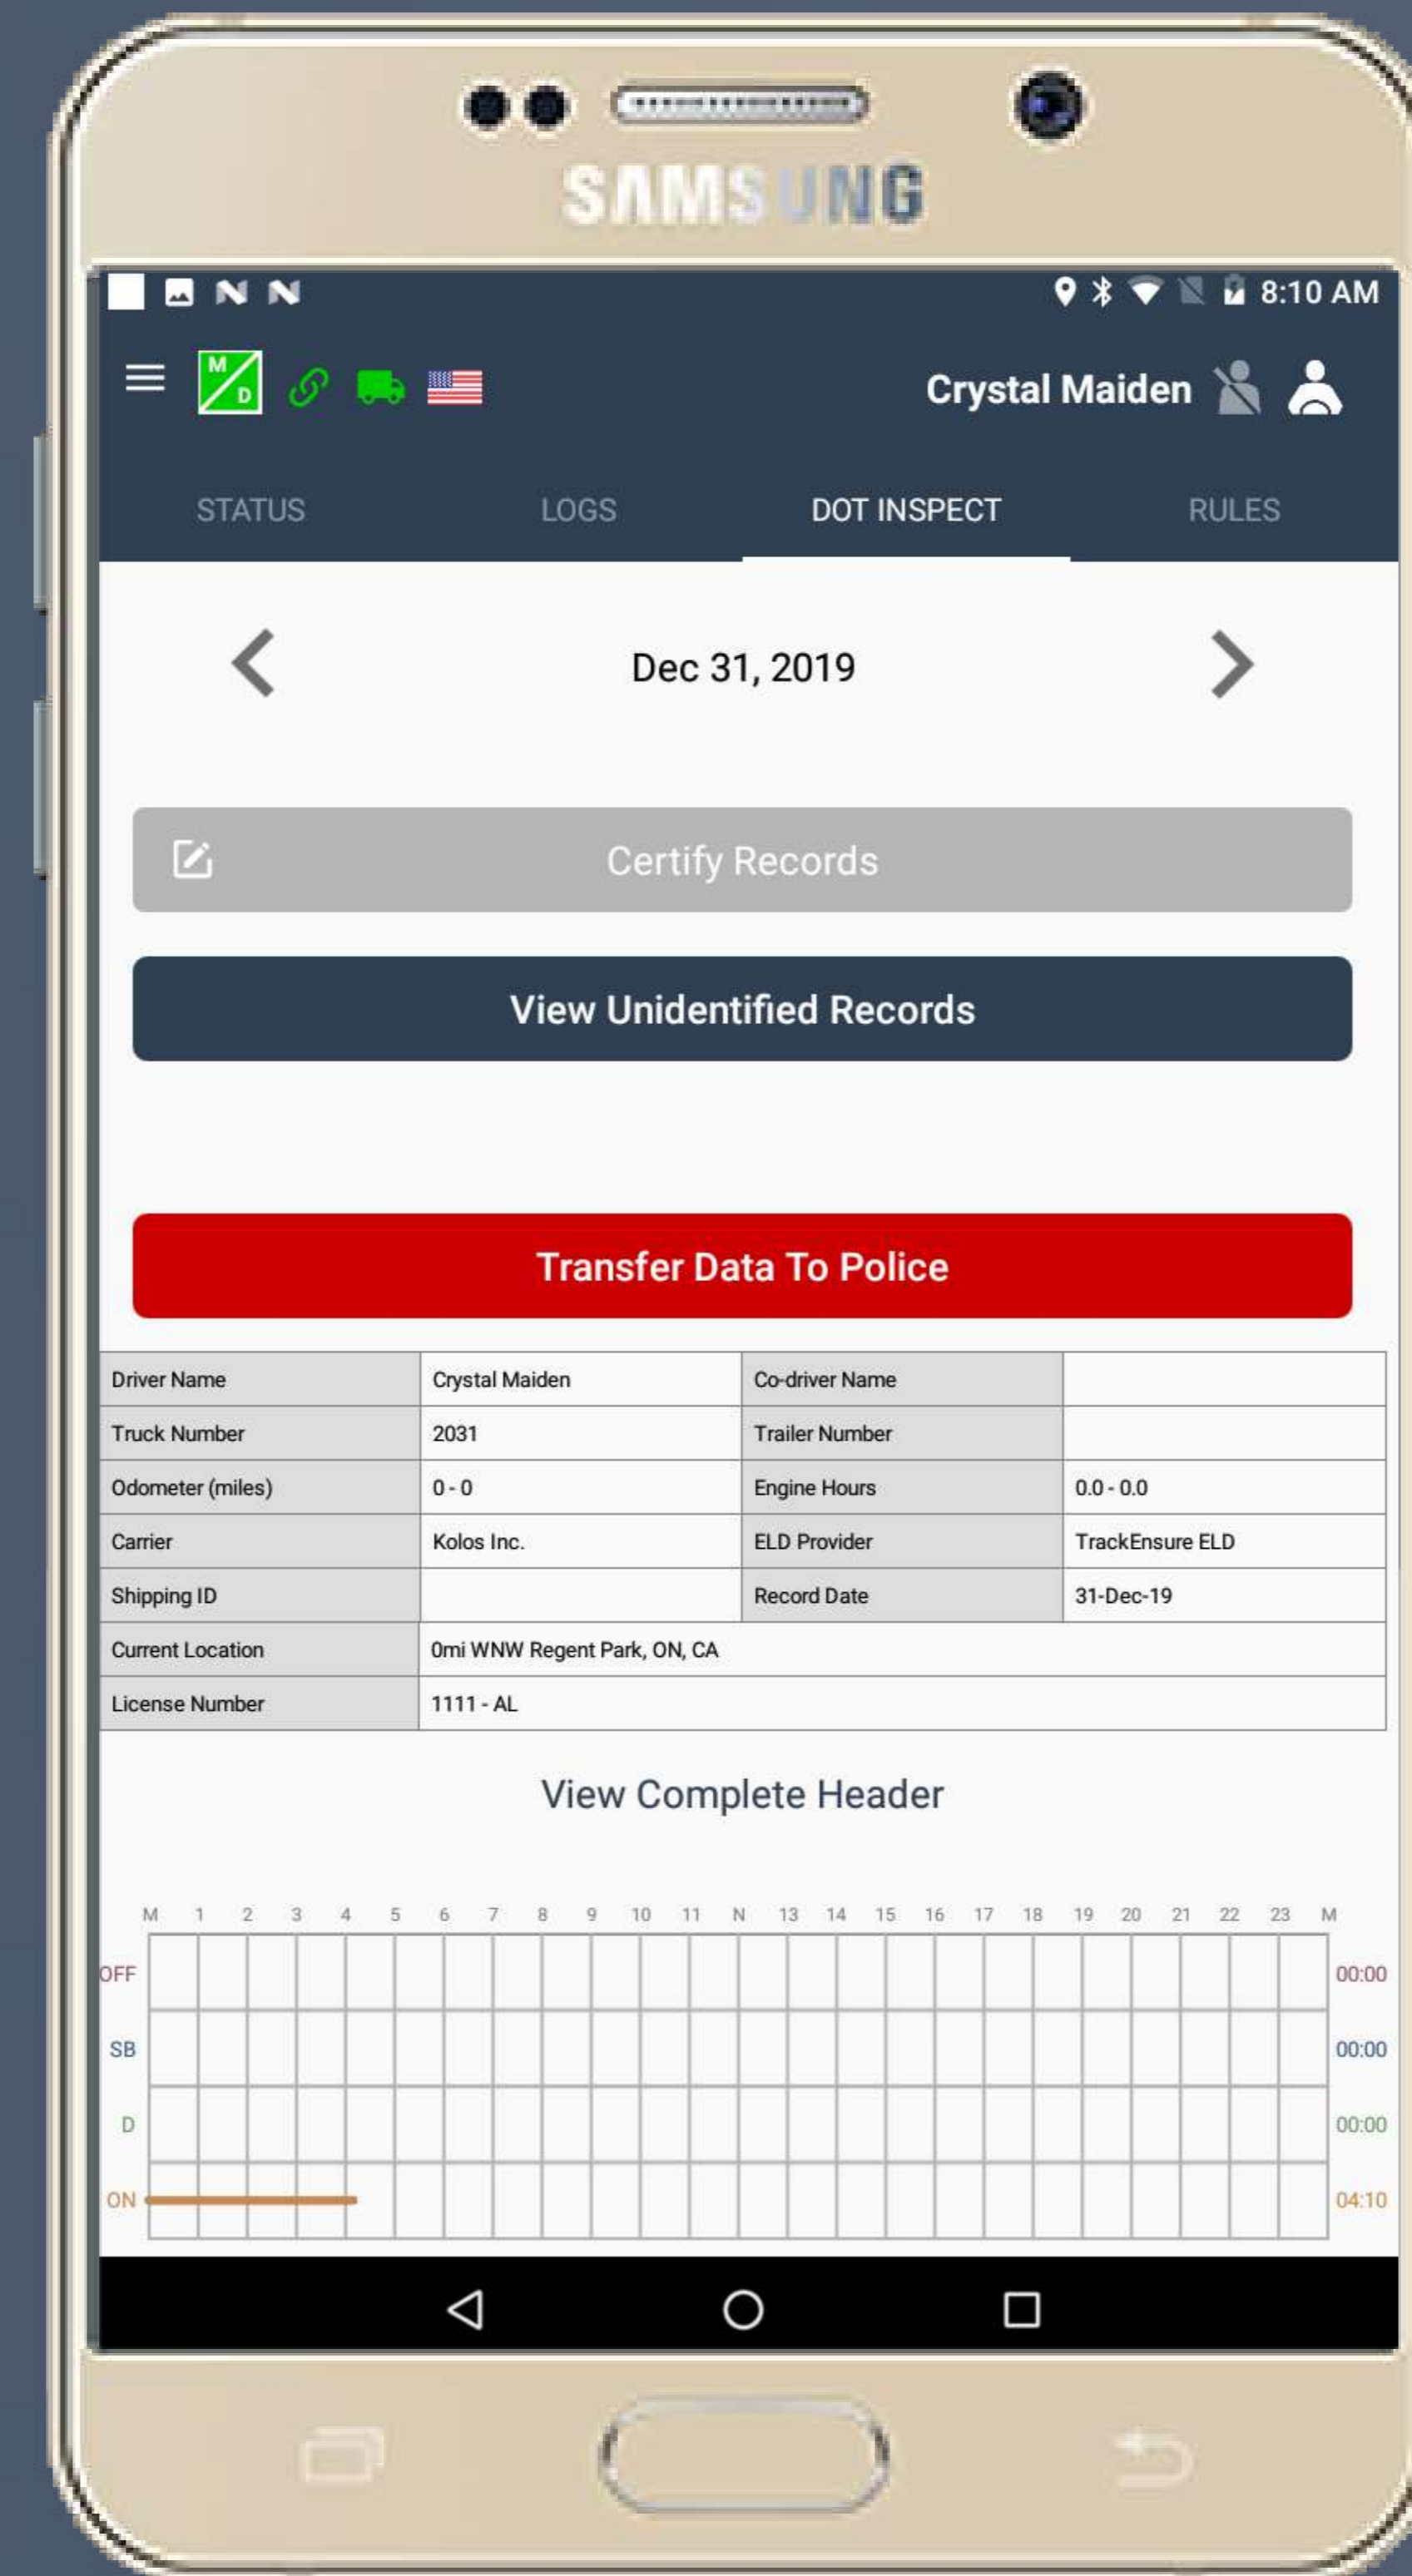 SAMSUNG
N N 8:10 AM
M D Crystal Maiden
STATUS LOGS DOT INSPECT RULES
Dec 31, 2019
Certify Records
View Unidentified Records
Transfer Data To Police
Driver Name Crystal Maiden Co-driver Name
Truck Number 2031 Trailer Number
Odometer (miles) 0 - 0 Engine Hours 0.0 - 0.0
Carrier Kolos Inc. ELD Provider TrackEnsure ELD
Shipping ID Record Date 31-Dec-19
Current Location 0mi WNW Regent Park, ON, CA
License Number 1111 - AL
View Complete Header
M 1 2 3 4 5 6 7 8 9 10 11 N 13 14 15 16 17 18 19 20 21 22 23 M
OFF 00:00
SB 00:00
D 00:00
ON 04:10